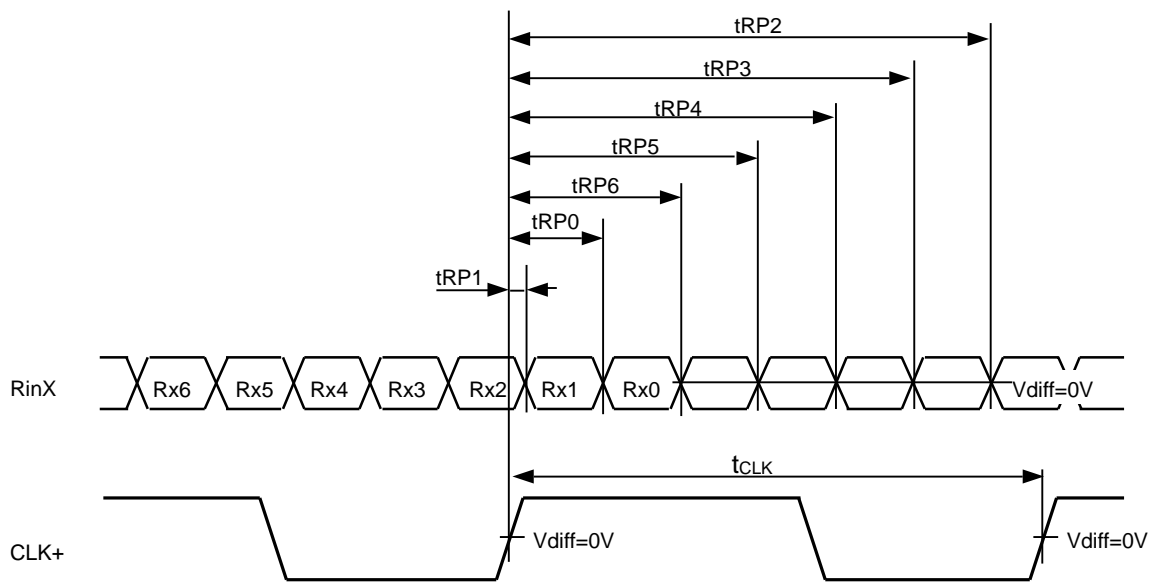 tRP2
tRP3
tRP4
tRP5
tRP6
tRP0
tRP1
RinX Rx6 Rx5 Rx4 Rx3 Rx2 Rx1 Rx0 Vdiff=0V
tCLK
CLK+ Vdiff=0V Vdiff=0V